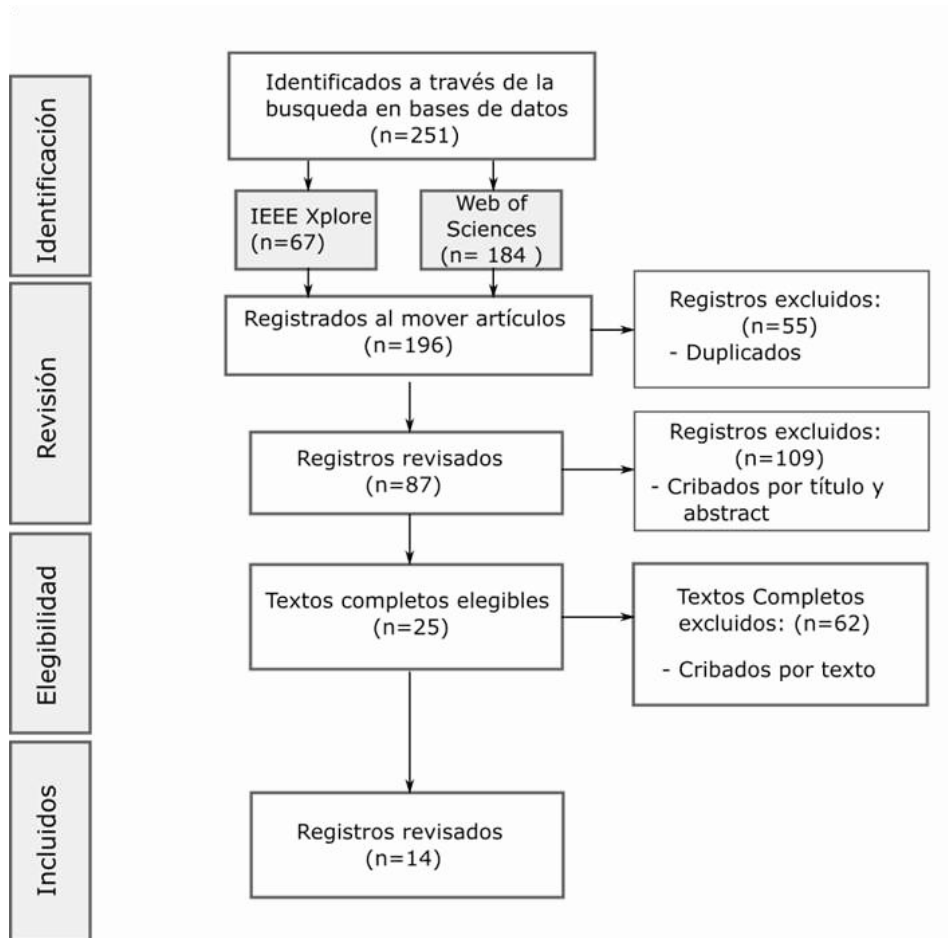 Identificación
Identificados a través de la
busqueda en bases de datos
(n=251)
IEEE Xplore
(n=67)
Web of
Sciences
(n= 184 )
Revisión
Registrados al mover artículos
(n=196)
Registros excluidos:
(n=55)
- Duplicados
Registros revisados
(n=87)
Registros excluidos:
(n=109)
- Cribados por título y
abstract
Elegibilidad
Textos completos elegibles
(n=25)
Textos Completos
excluidos: (n=62)
- Cribados por texto
Incluidos
Registros revisados
(n=14)